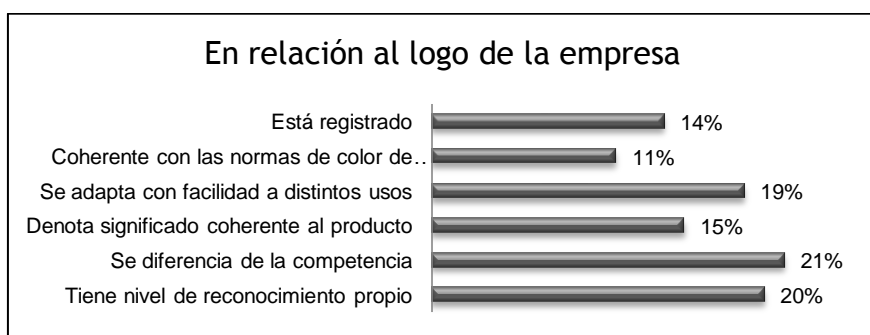 En relación al logo de la empresa
Está registrado 14%
Coherente con las normas de color de.. 11%
Se adapta con facilidad a distintos usos 19%
Denota significado coherente al producto 15%
Se diferencia de la competencia 21%
Tiene nivel de reconocimiento propio 20%